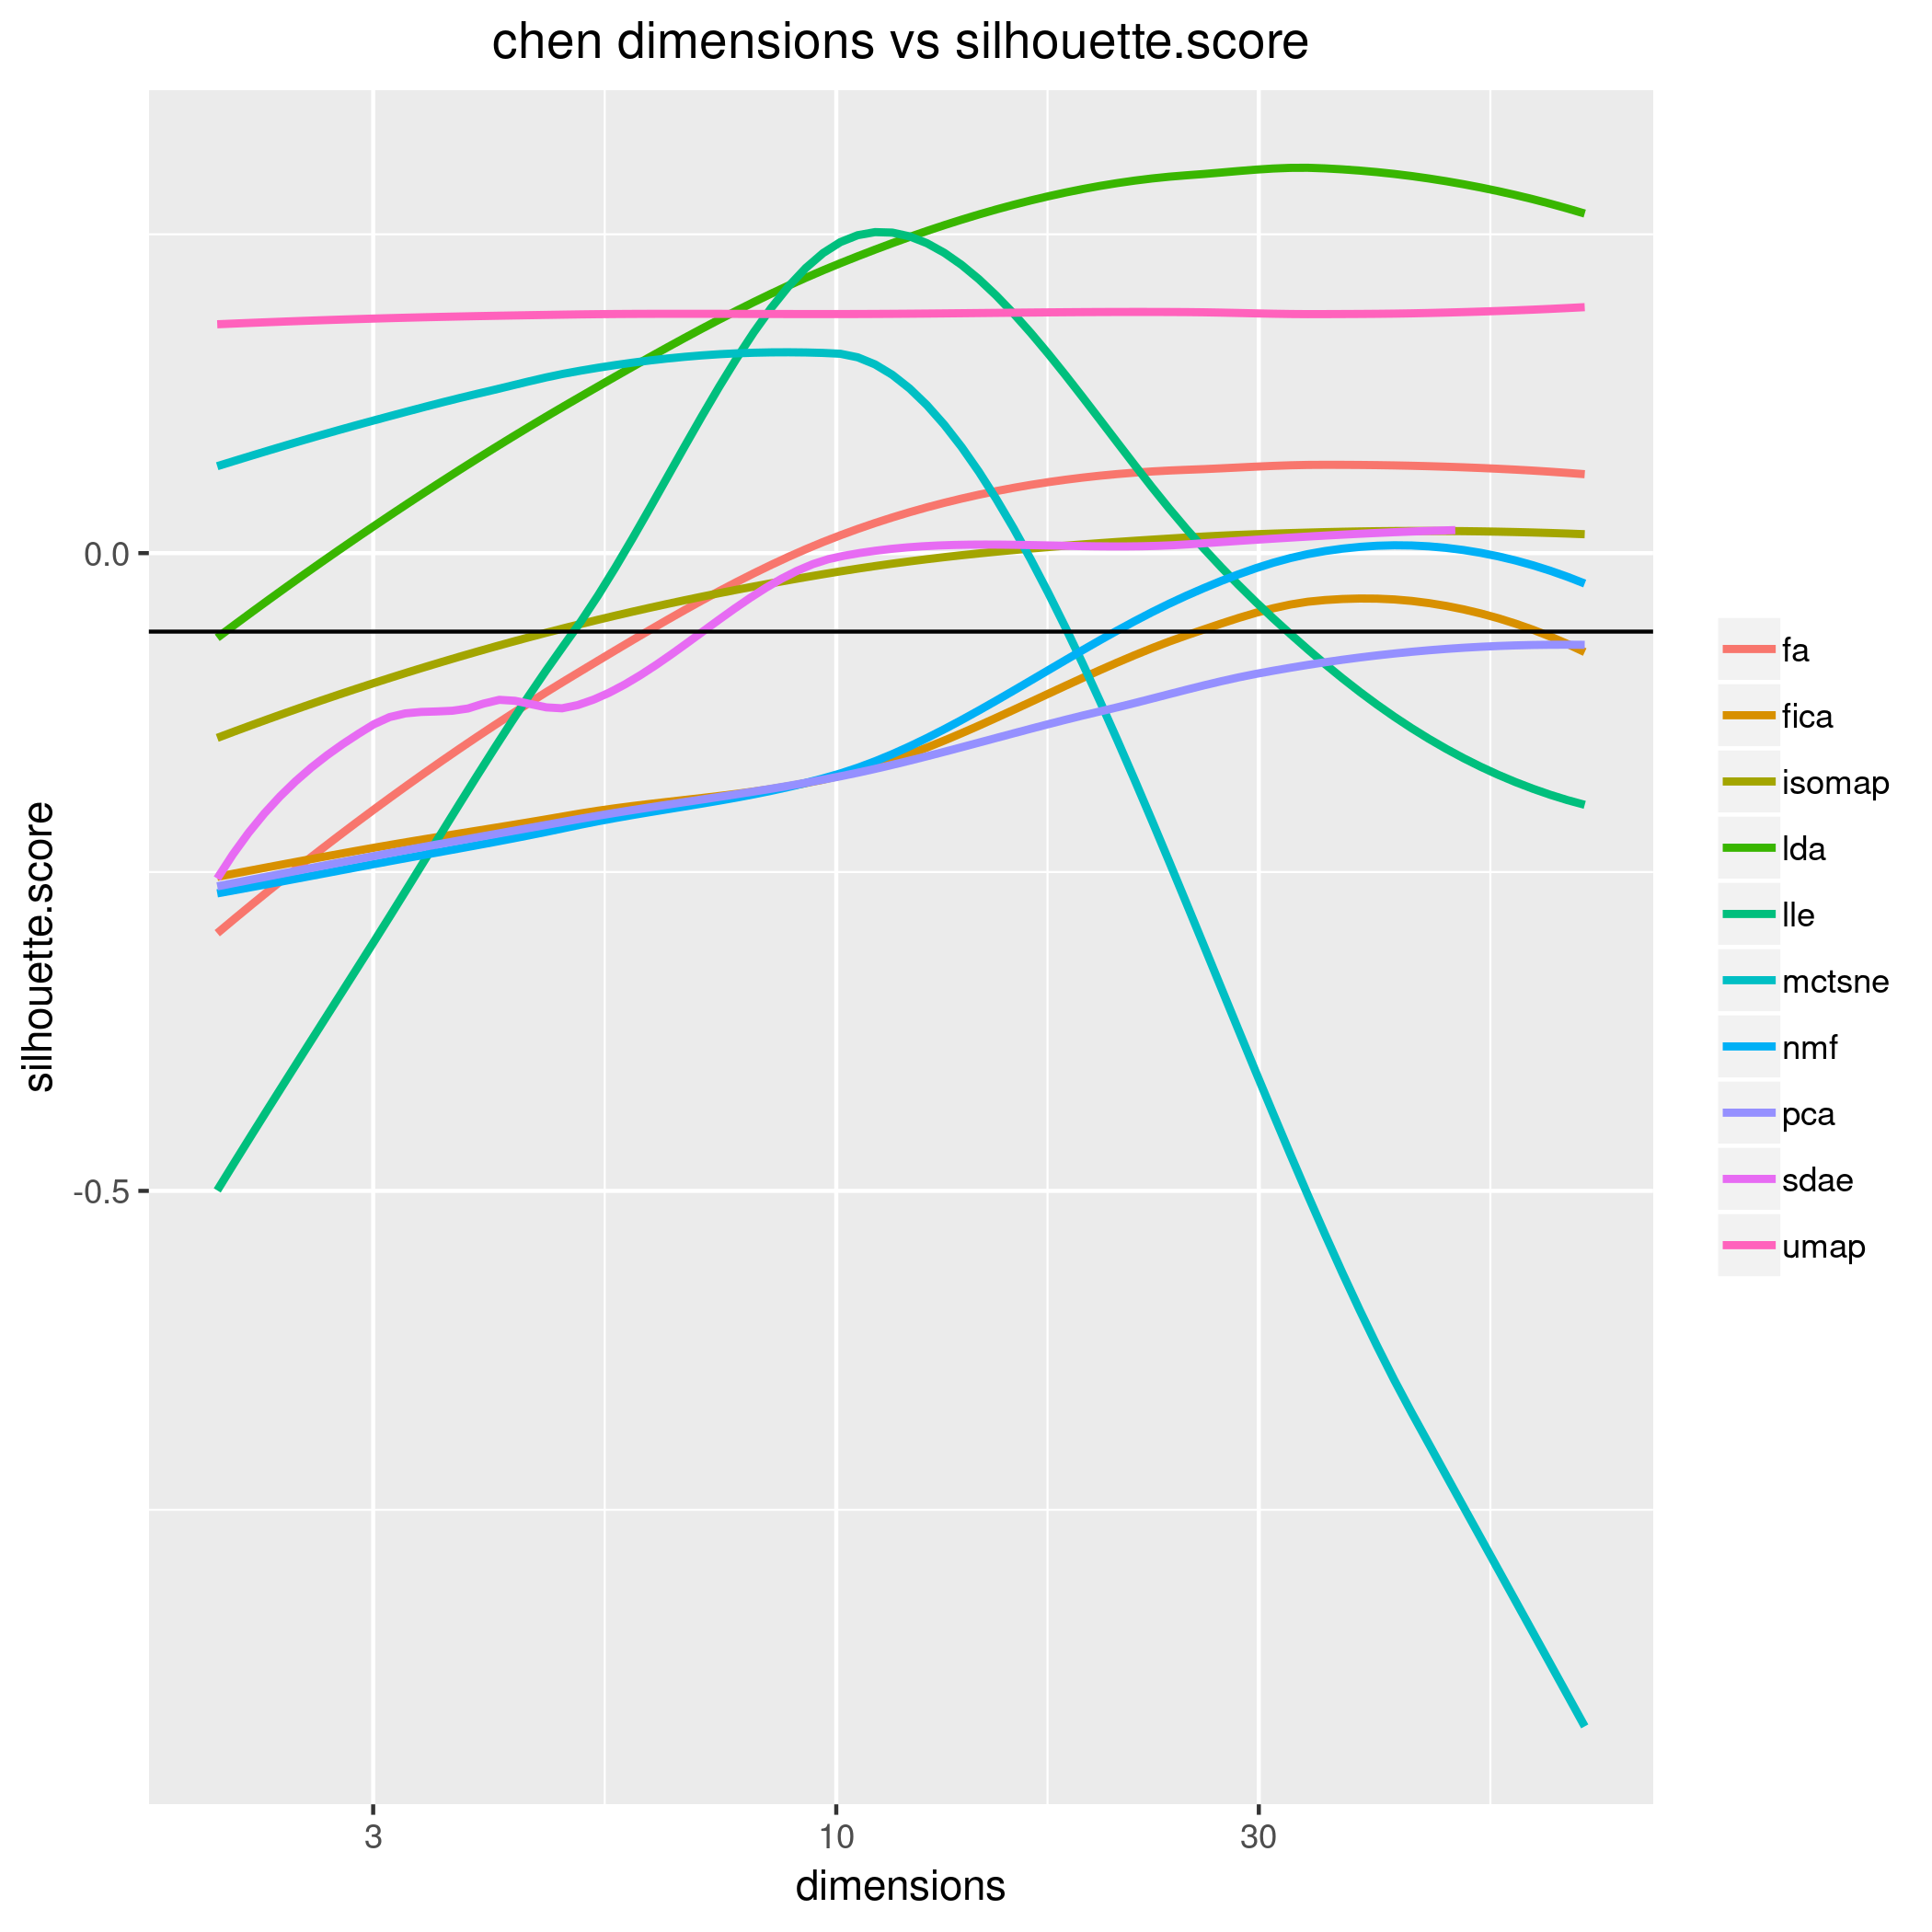 chen dimensions vs silhouette.score
silhouette.score
0.0
-0.5
3
10
30
dimensions
fa
fica
isomap
lda
lle
mctsne
nmf
pca
sdae
umap